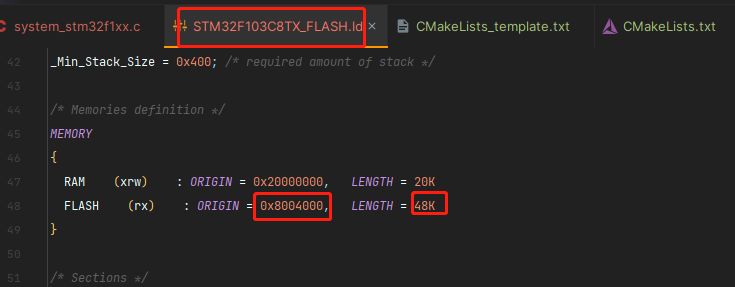 system_stm32f1xx.c STM32F103C8TX_FLASH.ld × CMakeLists_template.txt CMakeLists.txt
42 _Min_Stack_Size = 0x400; /* required amount of stack */
43
44 /* Memories definition */
45 MEMORY
46 {
47 RAM (xrw) : ORIGIN = 0x20000000, LENGTH = 20K
48 FLASH (rx) : ORIGIN = 0x8004000, LENGTH = 48K
49 }
50
51 /* Sections */